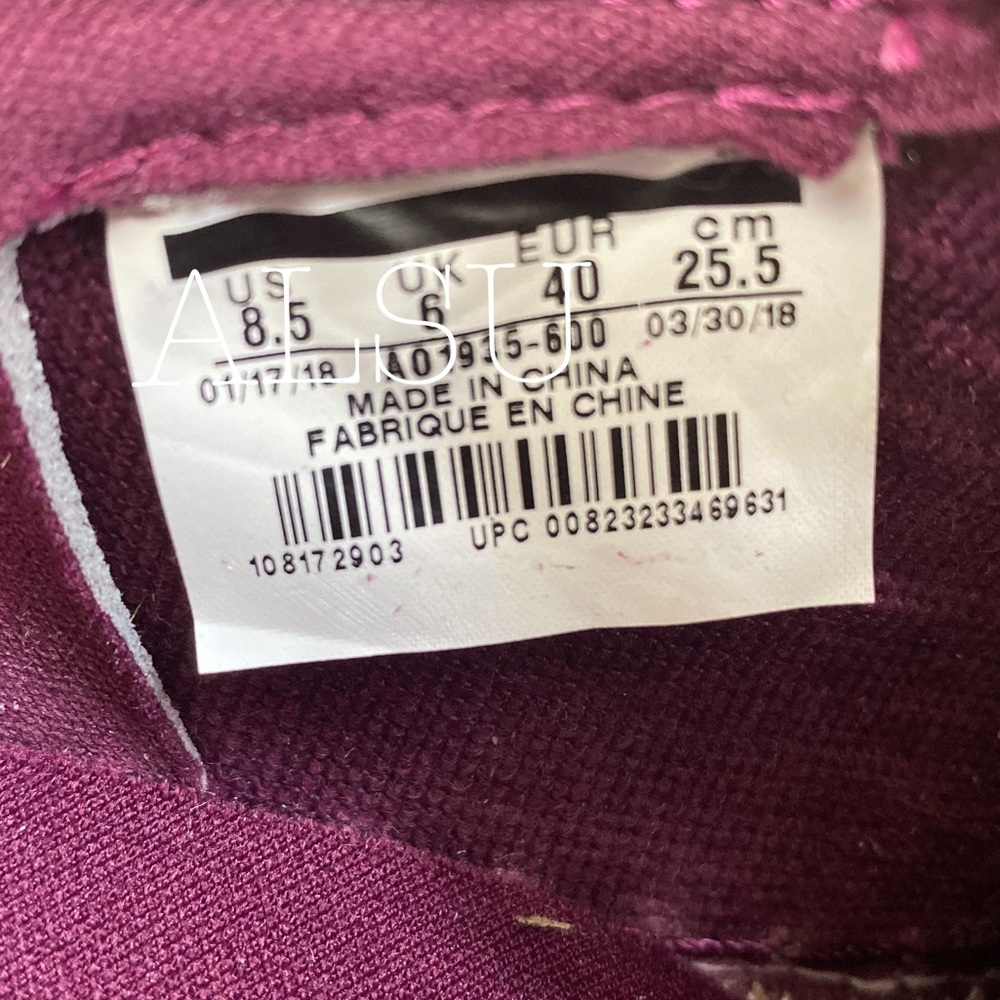 US UK EUR cm
8.5 6 40 25.5
01/17/18 A01935-600 03/30/18
MADE IN CHINA
FABRIQUE EN CHINE
108172903 UPC 00823233469631
ALSU